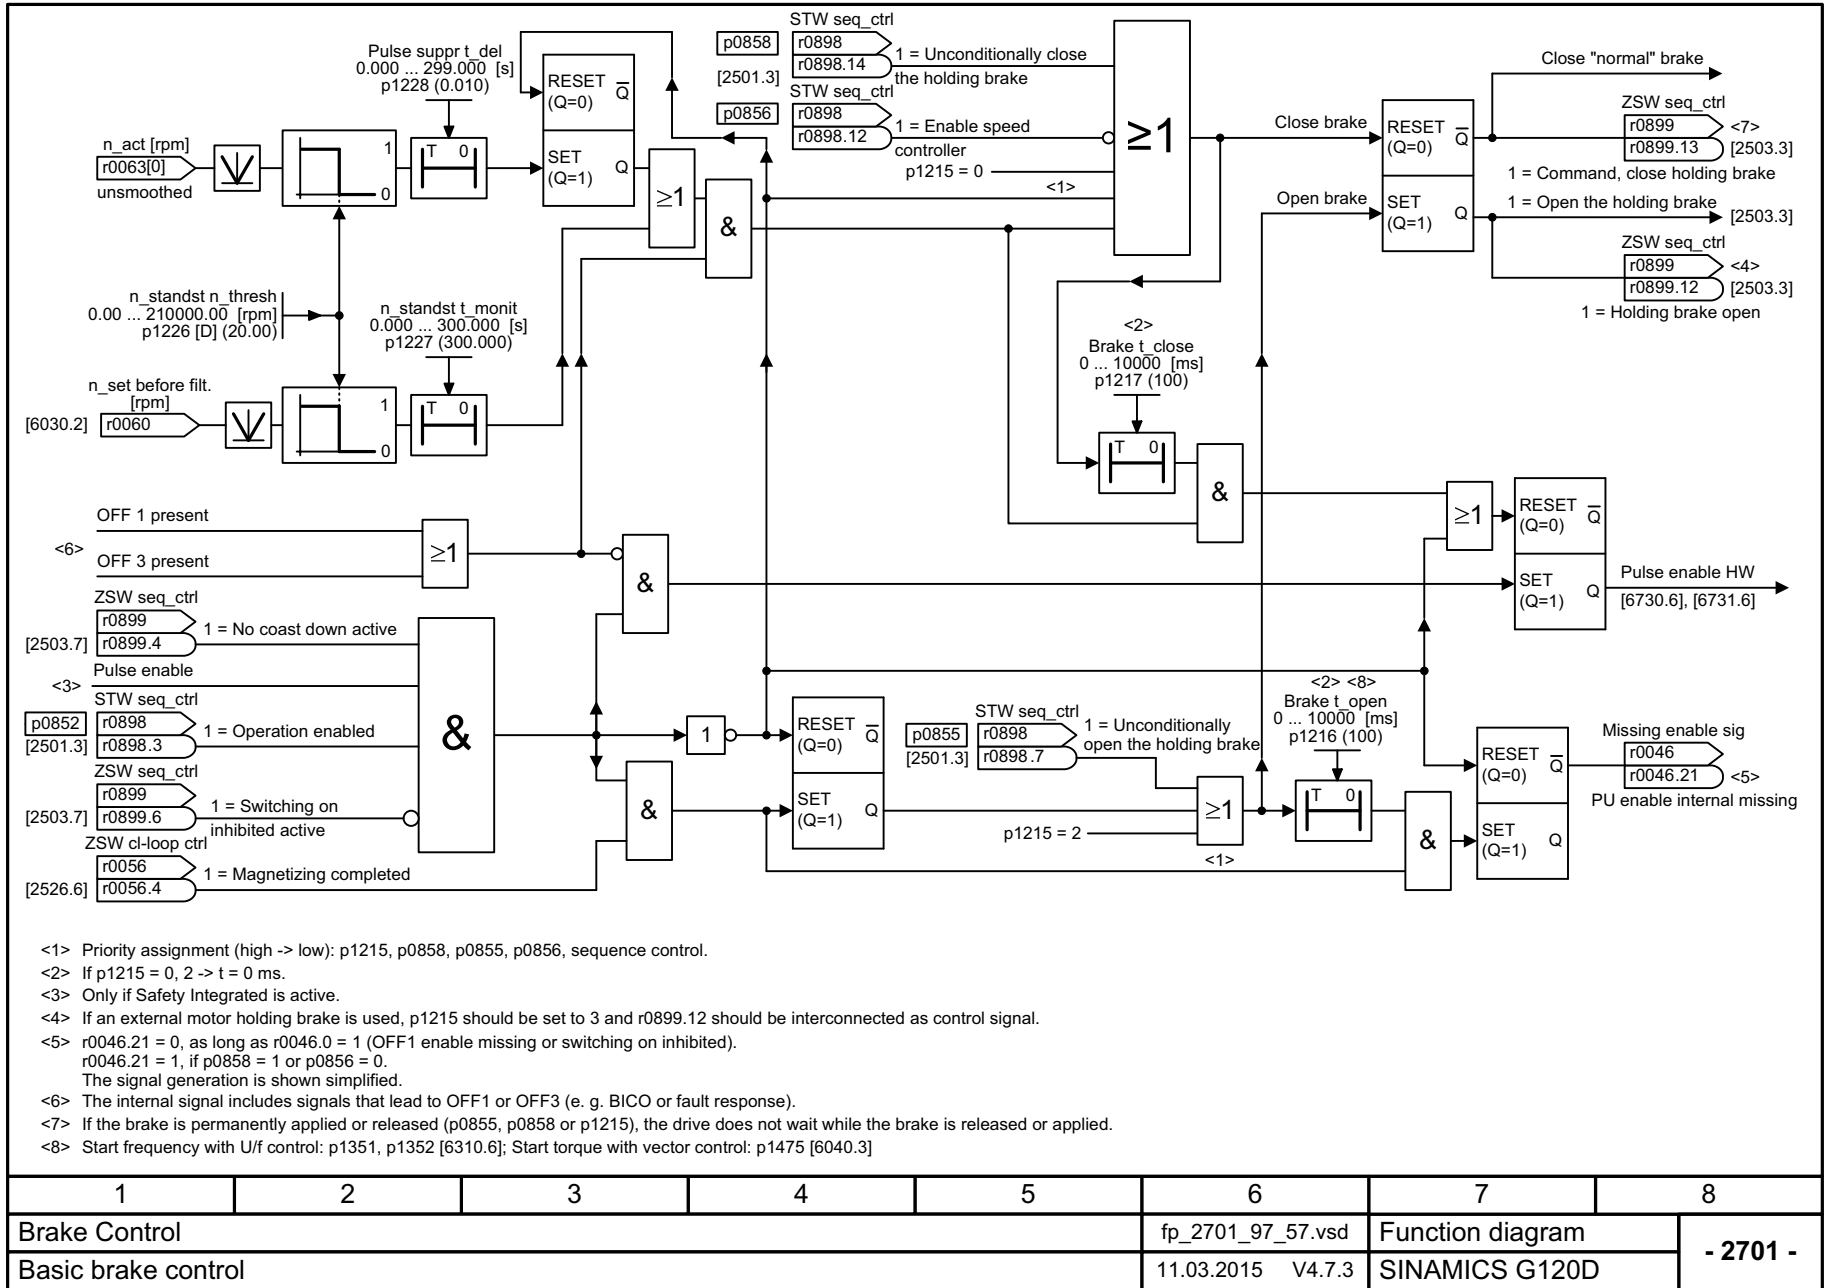 STW seq_ctrl
p0858
r0898
r0898.14
1 = Unconditionally close
the holding brake
[2501.3]
STW seq_ctrl
p0856
r0898
r0898.12
1 = Enable speed
controller
p1215 = 0
<1>
≥1
Pulse suppr t_del
0.000 ... 299.000 [s]
p1228 (0.010)
RESET
(Q=0)
Q
SET
(Q=1)
Q
n_act [rpm]
r0063[0]
unsmoothed
1
0
T 0
≥1
&
Close brake
Open brake
RESET
(Q=0)
Q
SET
(Q=1)
Q
Close "normal" brake
ZSW seq_ctrl
r0899
<7>
r0899.13
[2503.3]
1 = Command, close holding brake
1 = Open the holding brake
[2503.3]
ZSW seq_ctrl
r0899
<4>
r0899.12
[2503.3]
1 = Holding brake open
n_standst n_thresh
0.00 ... 210000.00 [rpm]
p1226 [D] (20.00)
n_standst t_monit
0.000 ... 300.000 [s]
p1227 (300.000)
n_set before filt.
[rpm]
[6030.2]
r0060
1
0
T 0
<2>
Brake t_close
0 ... 10000 [ms]
p1217 (100)
T 0
&
≥1
RESET
(Q=0)
Q
SET
(Q=1)
Q
Pulse enable HW
[6730.6], [6731.6]
OFF 1 present
<6>
OFF 3 present
≥1
&
ZSW seq_ctrl
r0899
r0899.4
[2503.7]
1 = No coast down active
Pulse enable
<3>
STW seq_ctrl
p0852
r0898
r0898.3
[2501.3]
1 = Operation enabled
ZSW seq_ctrl
r0899
r0899.6
[2503.7]
1 = Switching on
inhibited active
ZSW cl-loop ctrl
r0056
r0056.4
[2526.6]
1 = Magnetizing completed
&
1
&
RESET
(Q=0)
Q
SET
(Q=1)
Q
STW seq_ctrl
p0855
r0898
r0898.7
[2501.3]
1 = Unconditionally
open the holding brake
p1215 = 2
≥1
<1>
<2> <8>
Brake t_open
0 ... 10000 [ms]
p1216 (100)
T 0
&
RESET
(Q=0)
Q
SET
(Q=1)
Q
Missing enable sig
r0046
r0046.21
<5>
PU enable internal missing
<1> Priority assignment (high -> low): p1215, p0858, p0855, p0856, sequence control.
<2> If p1215 = 0, 2 -> t = 0 ms.
<3> Only if Safety Integrated is active.
<4> If an external motor holding brake is used, p1215 should be set to 3 and r0899.12 should be interconnected as control signal.
<5> r0046.21 = 0, as long as r0046.0 = 1 (OFF1 enable missing or switching on inhibited).
r0046.21 = 1, if p0858 = 1 or p0856 = 0.
The signal generation is shown simplified.
<6> The internal signal includes signals that lead to OFF1 or OFF3 (e. g. BICO or fault response).
<7> If the brake is permanently applied or released (p0855, p0858 or p1215), the drive does not wait while the brake is released or applied.
<8> Start frequency with U/f control: p1351, p1352 [6310.6]; Start torque with vector control: p1475 [6040.3]
1 2 3 4 5 6 7 8
Brake Control
fp_2701_97_57.vsd
Function diagram
- 2701 -
Basic brake control
11.03.2015 V4.7.3
SINAMICS G120D